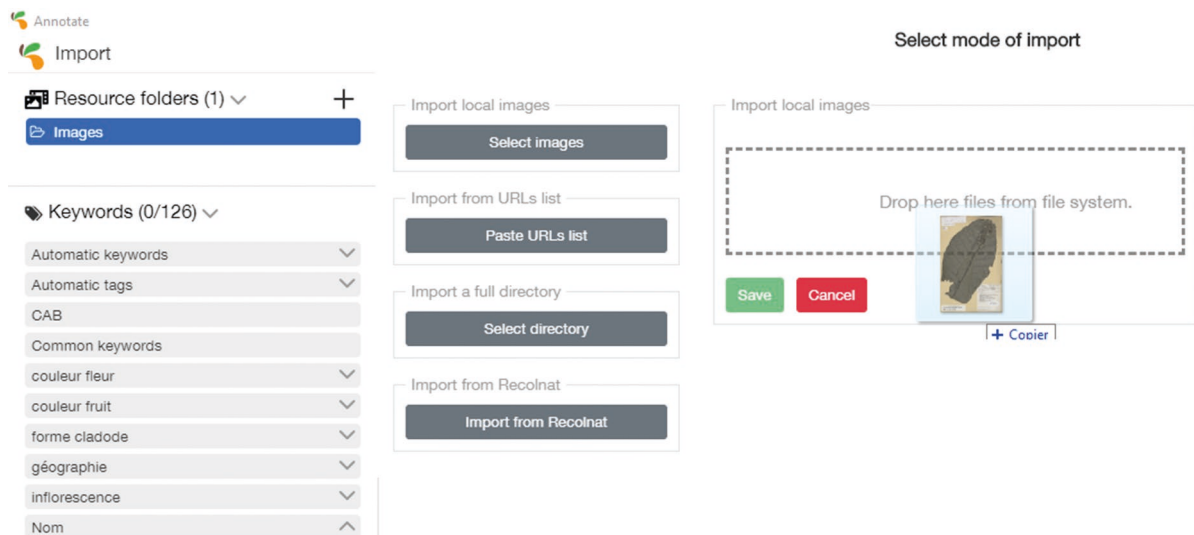 Annotate
Import
Resource folders (1)
Images
Keywords (0/126)
Automatic keywords
Automatic tags
CAB
Common keywords
couleur fleur
couleur fruit
forme cladode
géographie
inflorescence
Nom
Select mode of import
Import local images
Select images
Import from URLs list
Paste URLs list
Import a full directory
Select directory
Import from Recolnat
Import from Recolnat
Import local images
Drop here files from file system.
Save
Cancel
+ Copier